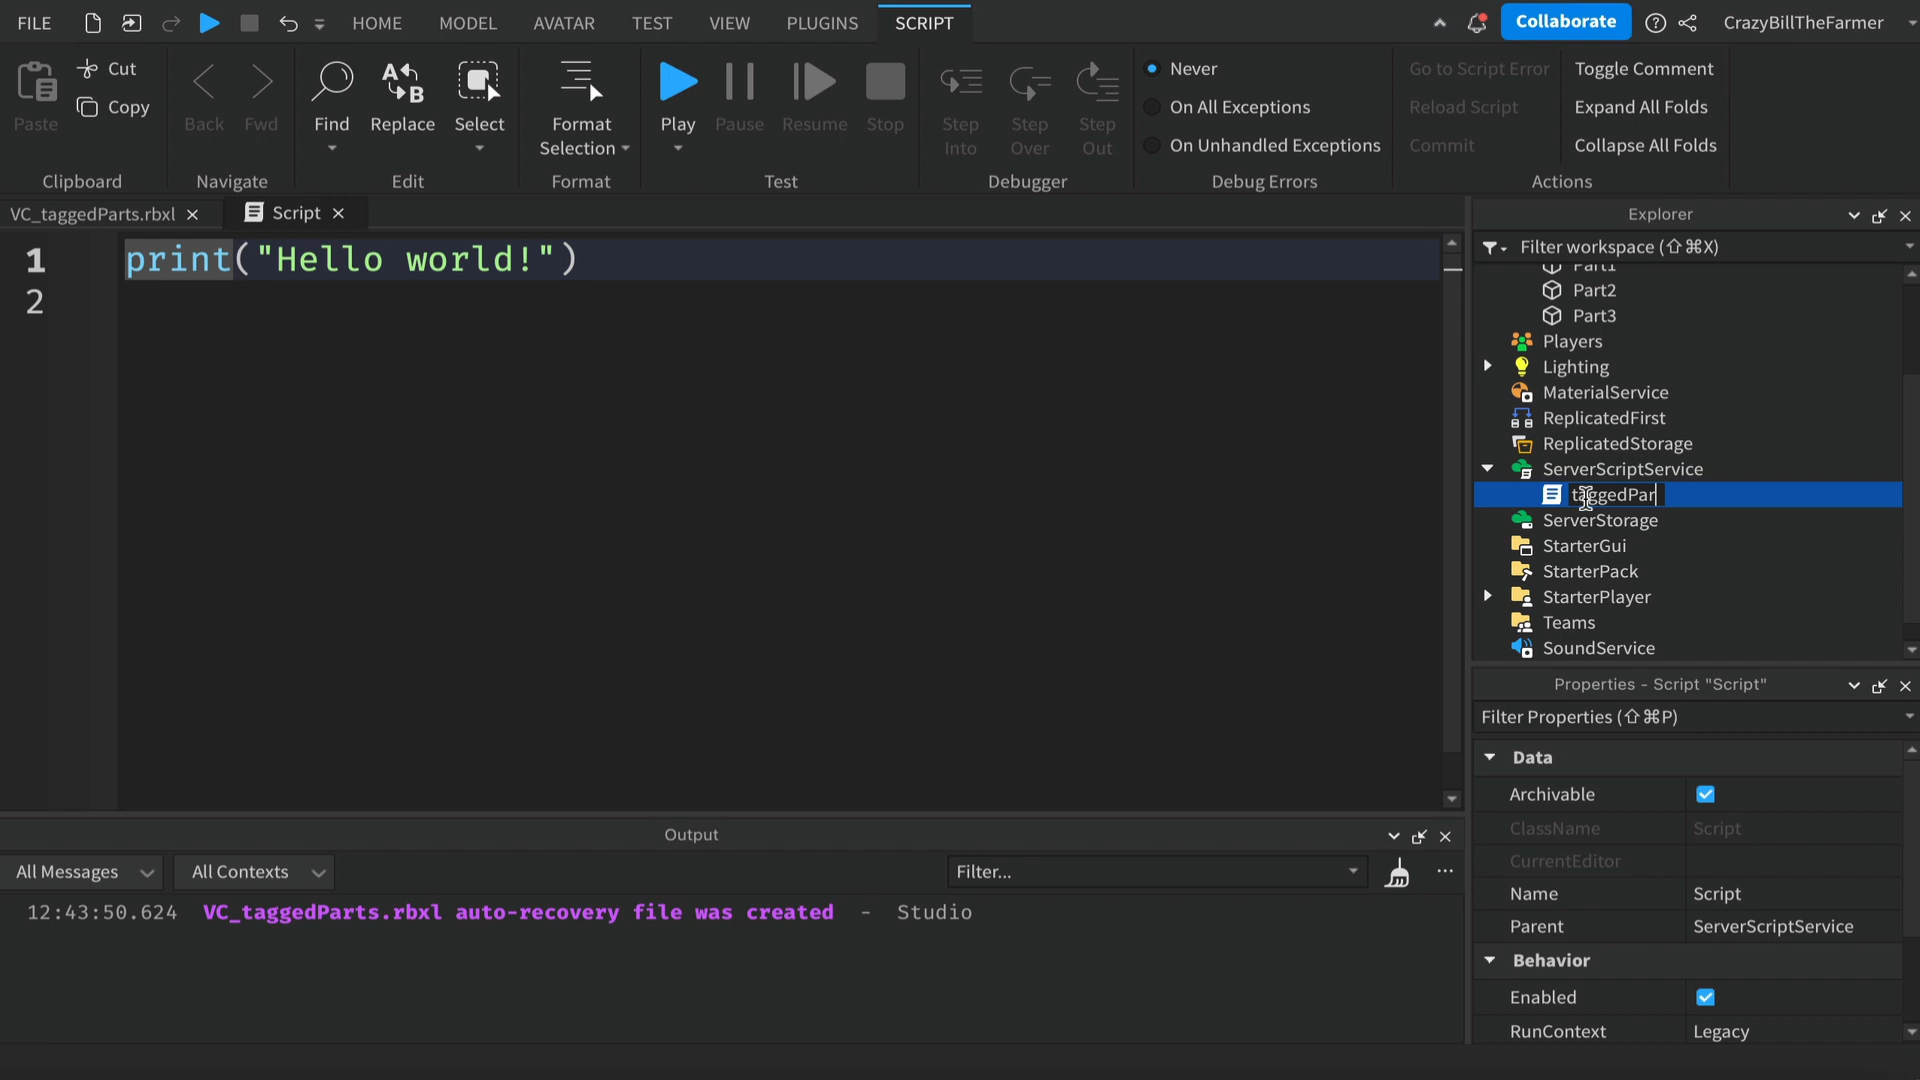 FILE
HOME
MODEL
AVATAR
TEST
VIEW
PLUGINS
SCRIPT
Collaborate
CrazyBillTheFarmer
Paste
Cut
Copy
Clipboard
Back
Fwd
Navigate
Find
A
B
Replace
Select
Edit
Format
Selection
Format
Play
Pause
Resume
Stop
Test
Step
Into
Step
Over
Step
Out
Debugger
Never
On All Exceptions
On Unhandled Exceptions
Debug Errors
Go to Script Error
Reload Script
Commit
Toggle Comment
Expand All Folds
Collapse All Folds
Actions
VC_taggedParts.rbxl
Script
1 print("Hello world!")
2
Explorer
Filter workspace (⇧⌘X)
Part1
Part2
Part3
Players
Lighting
MaterialService
ReplicatedFirst
ReplicatedStorage
ServerScriptService
taggedPar
ServerStorage
StarterGui
StarterPack
StarterPlayer
Teams
SoundService
Properties - Script "Script"
Filter Properties (⇧⌘P)
Data
Archivable
ClassName Script
CurrentEditor
Name Script
Parent ServerScriptService
Behavior
Enabled
RunContext Legacy
Output
All Messages
All Contexts
Filter...
12:43:50.624 VC_taggedParts.rbxl auto-recovery file was created - Studio